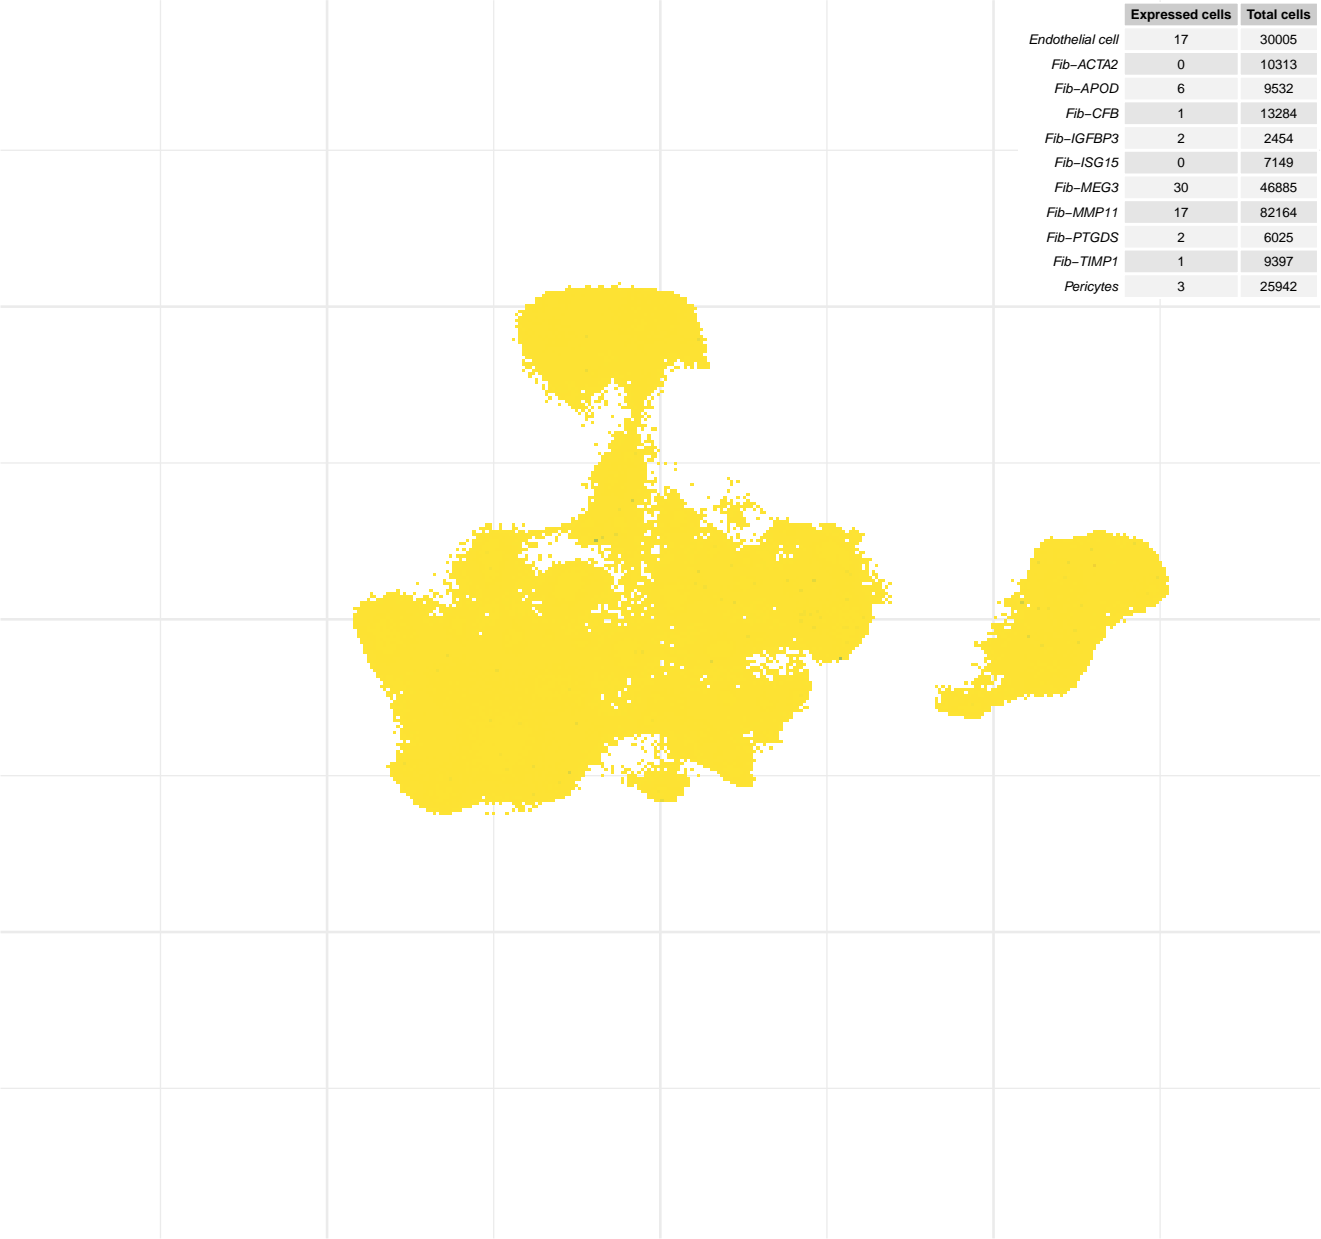 Expressed cells Total cells
Endothelial cell 17 30005
Fib−ACTA2 0 10313
Fib−APOD 6 9532
Fib−CFB 1 13284
Fib−IGFBP3 2 2454
Fib−ISG15 0 7149
Fib−MEG3 30 46885
Fib−MMP11 17 82164
Fib−PTGDS 2 6025
Fib−TIMP1 1 9397
Pericytes 3 25942